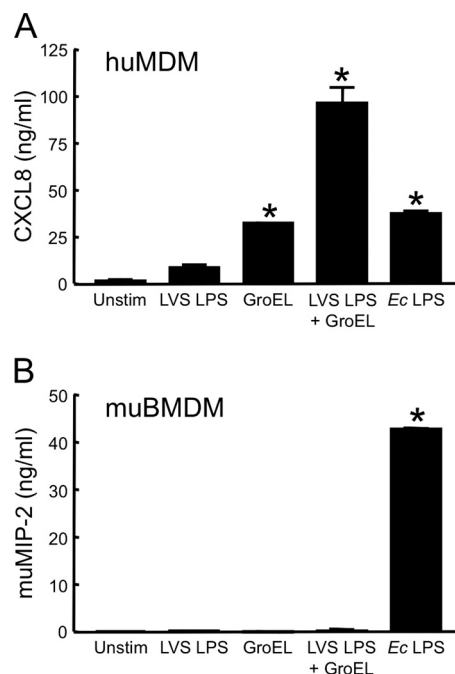 A
huMDM
CXCL8 (ng/ml)
125
100
75
50
25
0
*
*
*
Unstim
LVS LPS
GroEL
LVS LPS
+ GroEL
Ec LPS
B
muBMDM
muMIP-2 (ng/ml)
50
40
30
20
10
0
*
Unstim
LVS LPS
GroEL
LVS LPS
+ GroEL
Ec LPS